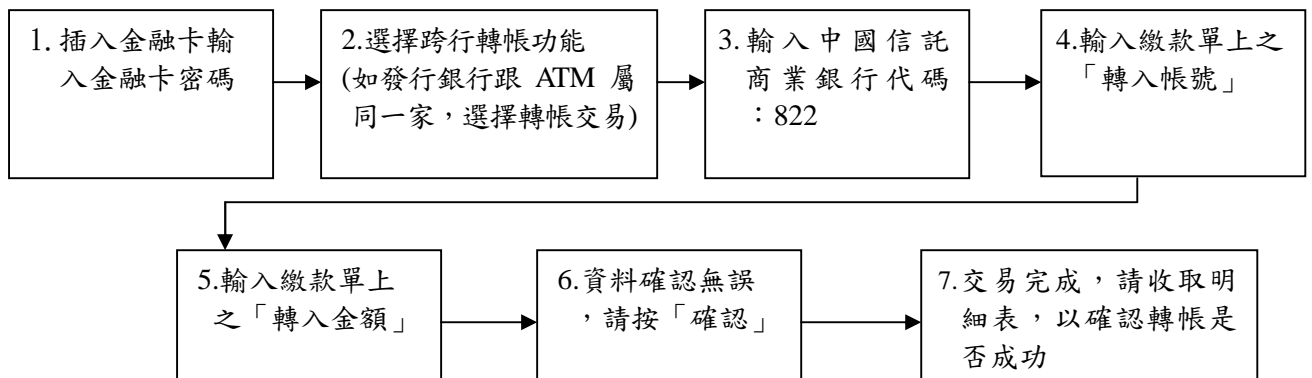 1. 插入金融卡輸
入金融卡密碼
2.選擇跨行轉帳功能
(如發行銀行跟 ATM 屬
同一家，選擇轉帳交易)
3. 輸入中國信託
商業銀行代碼
：822
4.輸入繳款單上之
「轉入帳號」
5.輸入繳款單上
之「轉入金額」
6.資料確認無誤
，請按「確認」
7.交易完成，請收取明
細表，以確認轉帳是
否成功